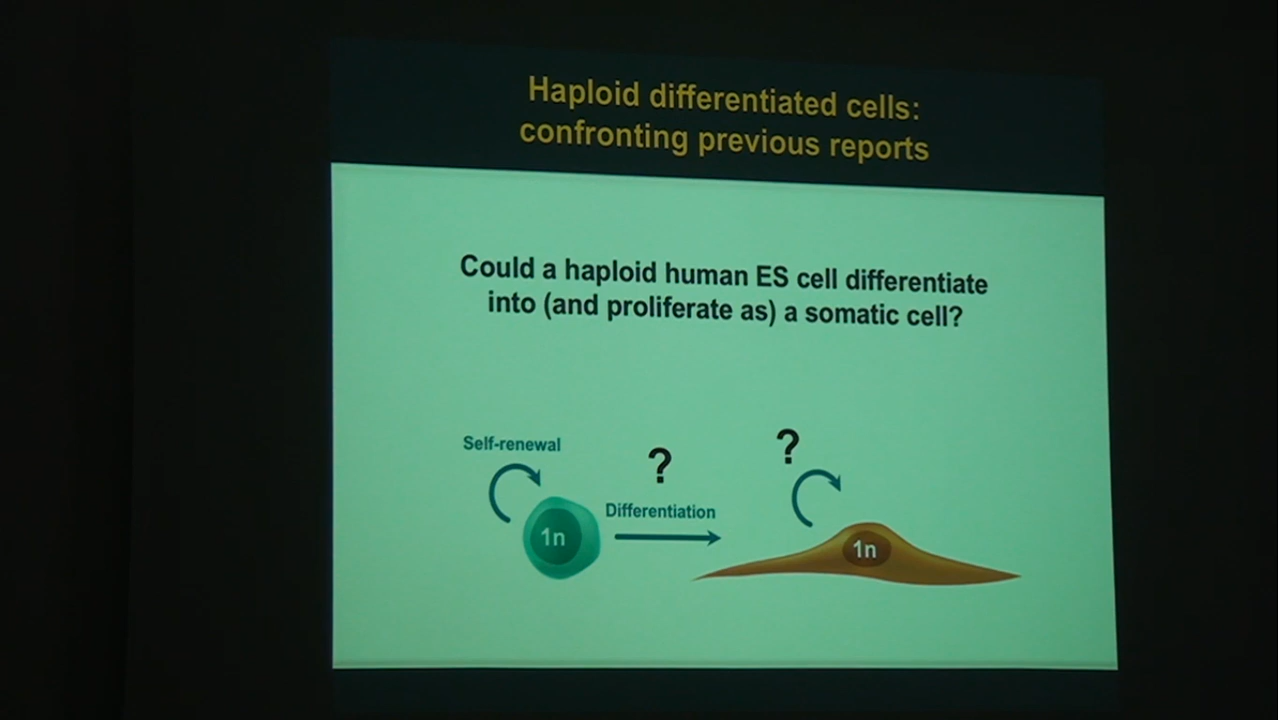 Haploid differentiated cells:
confronting previous reports
Could a haploid human ES cell differentiate
into (and proliferate as) a somatic cell?
Self-renewal
?
?
Differentiation
1n
1n